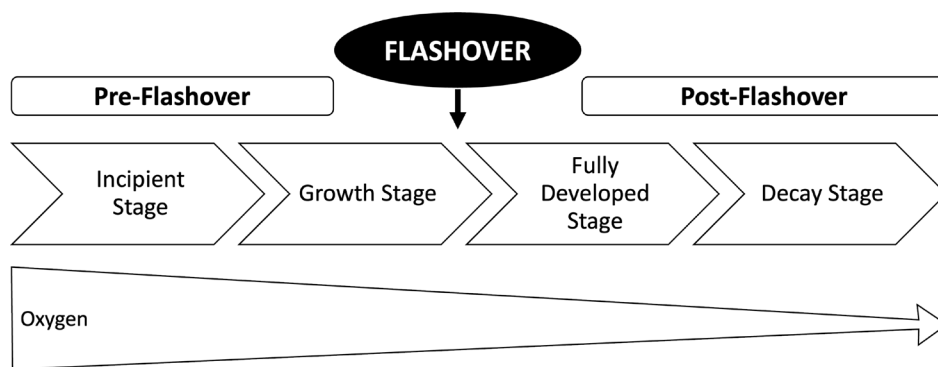 FLASHOVER
Pre-Flashover
Post-Flashover
Incipient
Stage
Growth Stage
Fully
Developed
Stage
Decay Stage
Oxygen